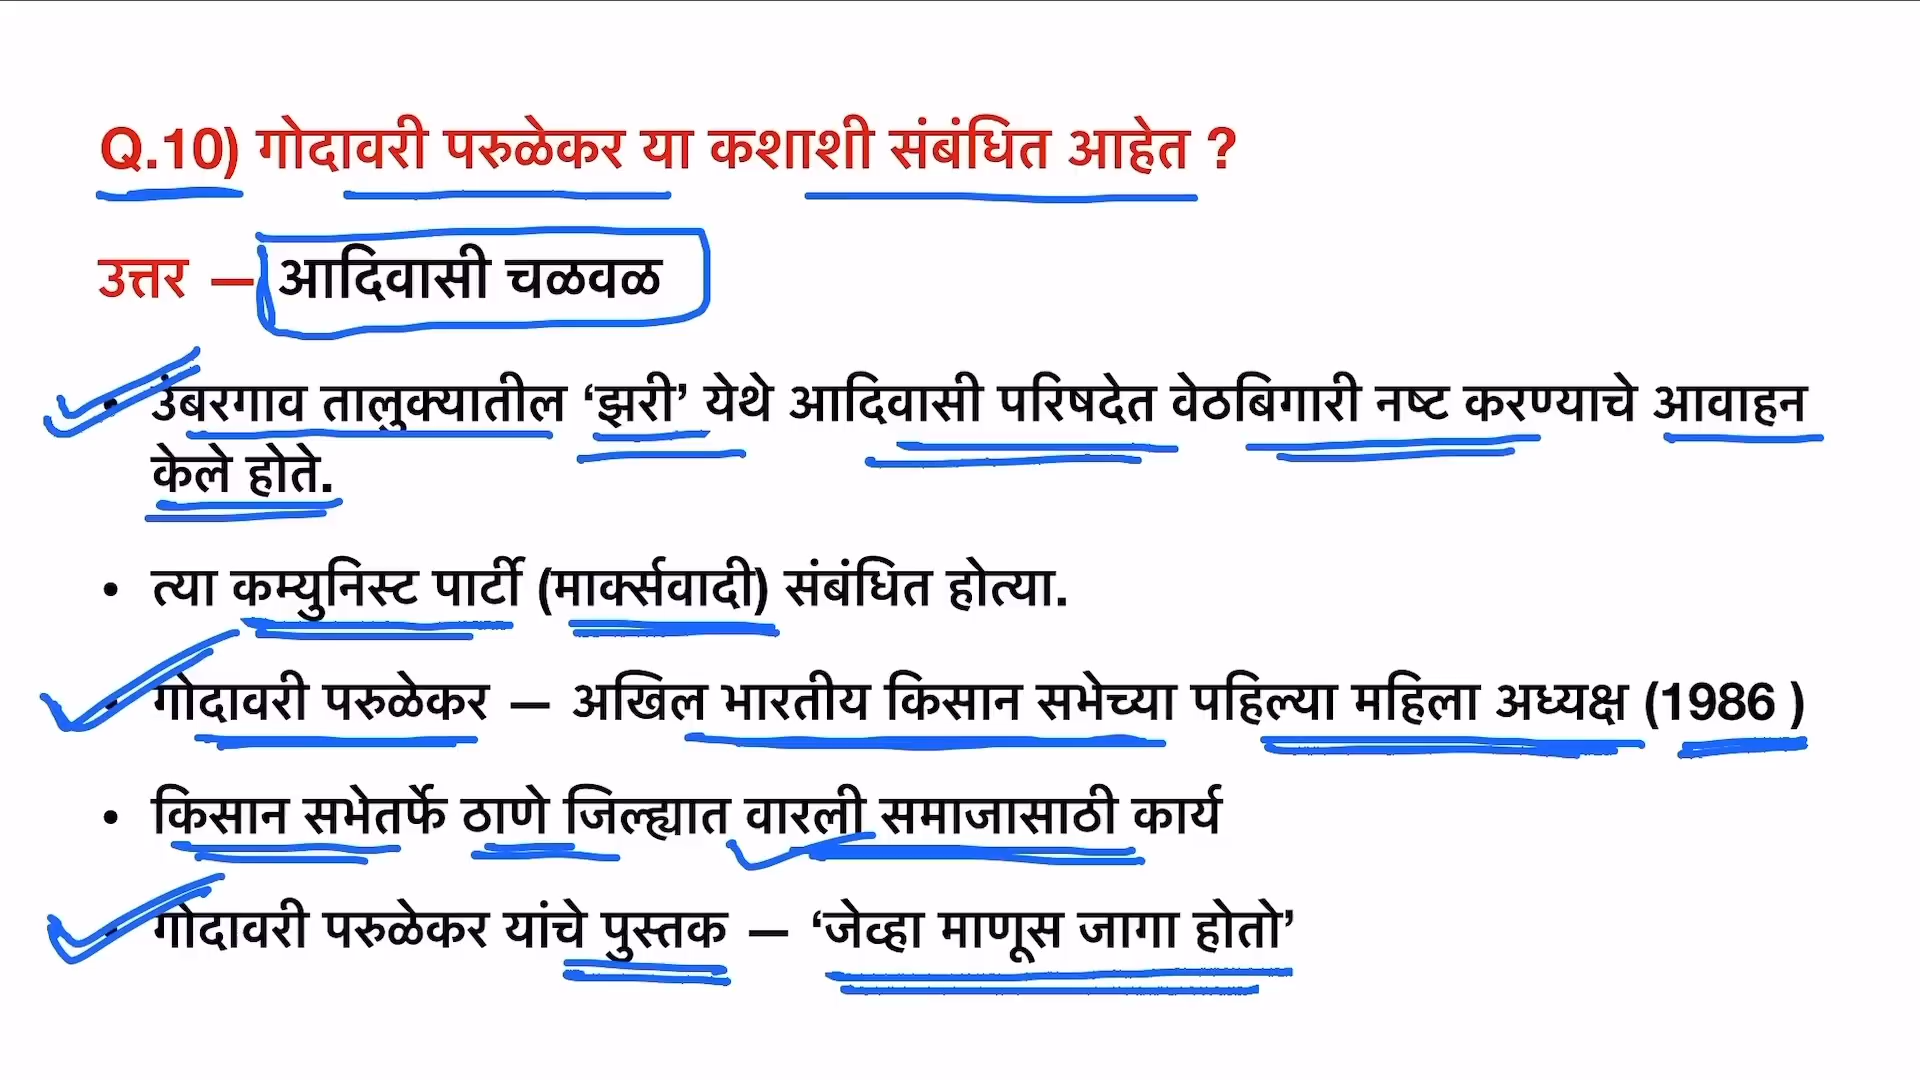 Q.10) गोदावरी परुळेकर या कशाशी संबंधित आहेत ?
उत्तर – आदिवासी चळवळ
• उंबरगाव तालुक्यातील ‘झरी’ येथे आदिवासी परिषदेत वेठबिगारी नष्ट करण्याचे आवाहन
केले होते.
• त्या कम्युनिस्ट पार्टी (मार्क्सवादी) संबंधित होत्या.
• गोदावरी परुळेकर – अखिल भारतीय किसान सभेच्या पहिल्या महिला अध्यक्ष (1986 )
• किसान सभेतर्फे ठाणे जिल्ह्यात वारली समाजासाठी कार्य
• गोदावरी परुळेकर यांचे पुस्तक – ‘जेव्हा माणूस जागा होतो’